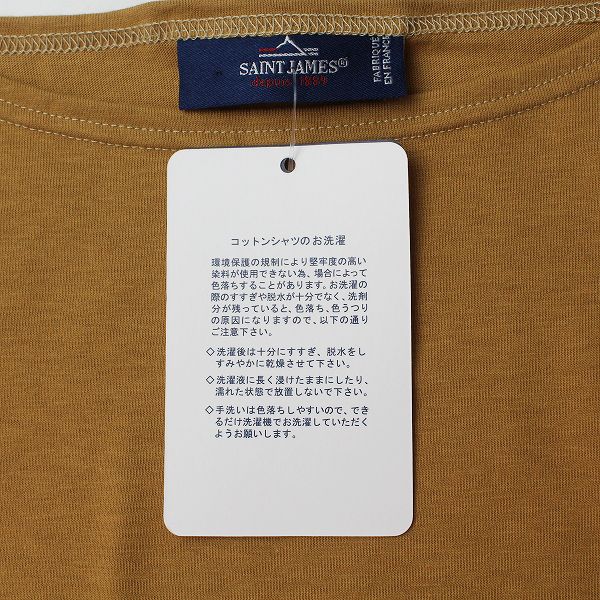 SAINT JAMES®
depuis 1889
FABRIQUÉ
EN FRANCE
コットンシャツのお洗濯
環境保護の規制により堅牢度の高い
染料が使用できない為、場合によって
色落ちすることがあります。お洗濯の
際のすすぎや脱水が十分でなく、洗剤
分が残っていると、色落ち、色うつり
の原因になりますので、以下の通り
ご注意下さい。
◇洗濯後は十分にすすぎ、脱水をし
すみやかに乾燥させて下さい。
◇洗濯液に長く浸けたままにしたり、
濡れた状態で放置しないで下さい。
◇手洗いは色落ちしやすいので、でき
るだけ洗濯機でお洗濯していただく
ようお願いします。